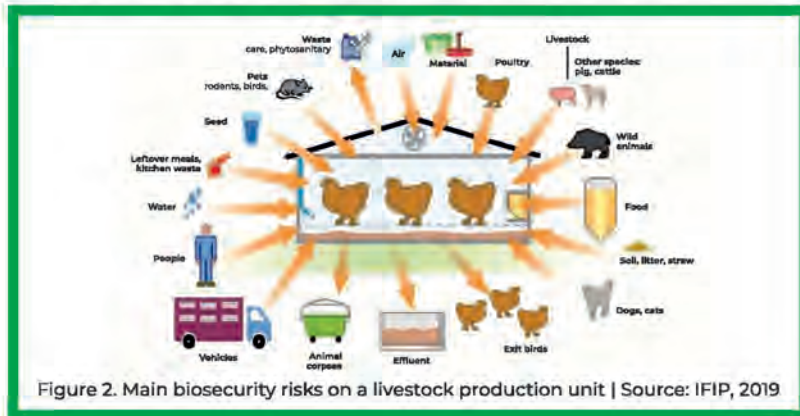 Waste
care, phytosanitary
Air
Material
Poultry
Livestock
Other species:
pig, cattle
Pets
rodents, birds,
Seed
Wild
animals
Leftover meals,
kitchen waste
Water
Food
People
Soil, litter, straw
Dogs, cats
Vehicles
Animal
corpses
Effluent
Exit birds
Figure 2. Main biosecurity risks on a livestock production unit | Source: IFIP, 2019